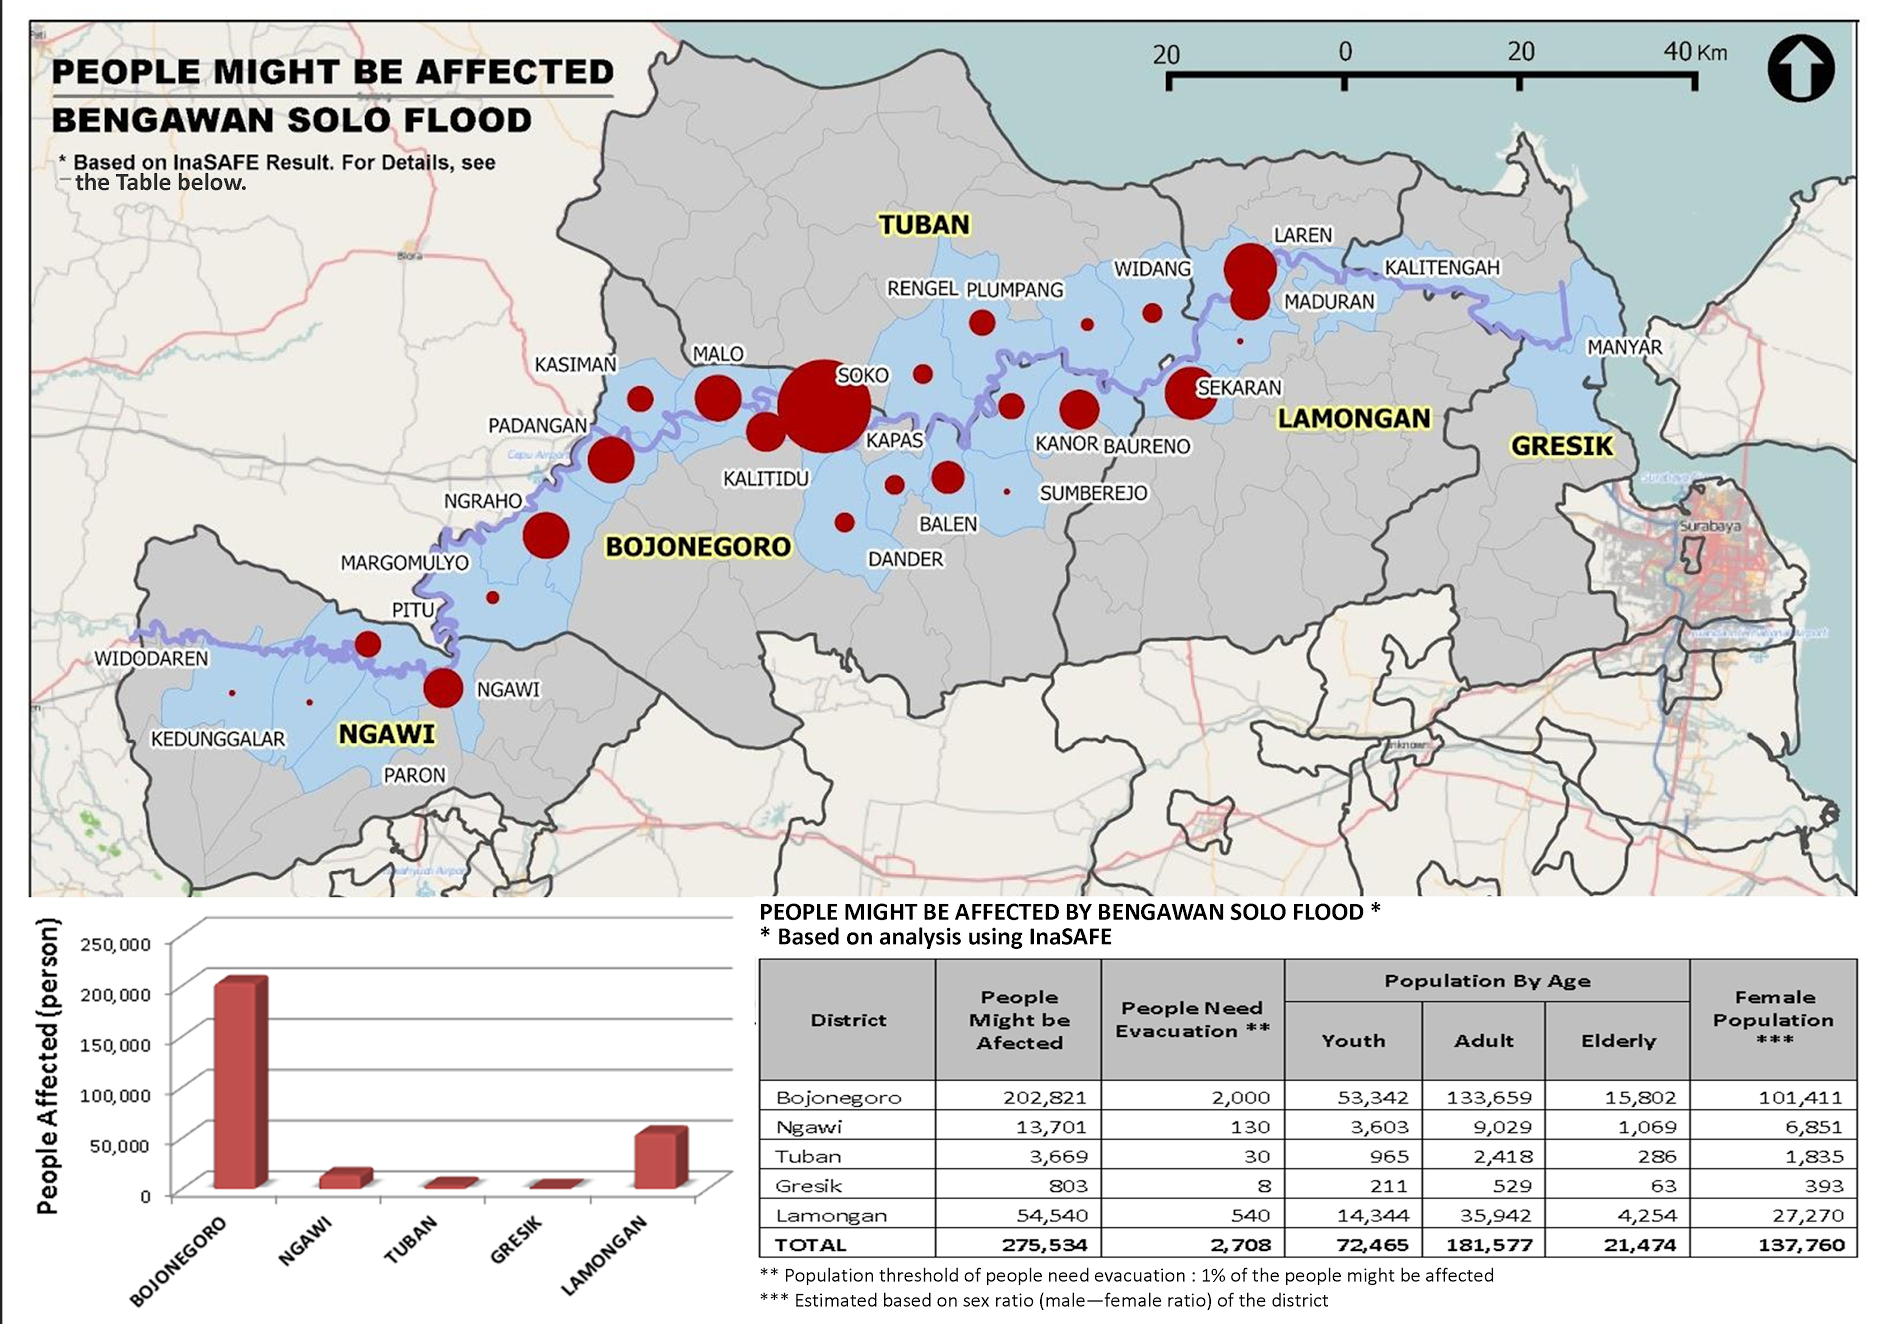 PEOPLE MIGHT BE AFFECTED
BENGAWAN SOLO FLOOD
* Based on InaSAFE Result. For Details, see
the Table below.
20 0 20 40 Km
Blora
TUBAN
LAREN
WIDANG
KALITENGAH
RENGEL PLUMPANG
MADURAN
MANYAR
MALO
KASIMAN
SOKO
SEKARAN
LAMONGAN
PADANGAN
KAPAS
KANOR BAURENO
GRESIK
Cepu Airport
KALITIDU
NGRAHO
SUMBEREJO
BALEN
Surabaya
BOJONEGORO
DANDER
MARGOMULYO
PITU
WIDODAREN
NGAWI
KEDUNGGALAR
NGAWI
PARON
People Affected (person)
250,000
200,000
150,000
100,000
50,000
0
BOJONEGORO
NGAWI
TUBAN
GRESIK
LAMONGAN
PEOPLE MIGHT BE AFFECTED BY BENGAWAN SOLO FLOOD *
* Based on analysis using InaSAFE
District People Might be Afected People Need Evacuation ** Population By Age Female Population ***
Youth Adult Elderly
Bojonegoro 202,821 2,000 53,342 133,659 15,802 101,411
Ngawi 13,701 130 3,603 9,029 1,069 6,851
Tuban 3,669 30 965 2,418 286 1,835
Gresik 803 8 211 529 63 393
Lamongan 54,540 540 14,344 35,942 4,254 27,270
TOTAL 275,534 2,708 72,465 181,577 21,474 137,760
** Population threshold of people need evacuation : 1% of the people might be affected
*** Estimated based on sex ratio (male—female ratio) of the district